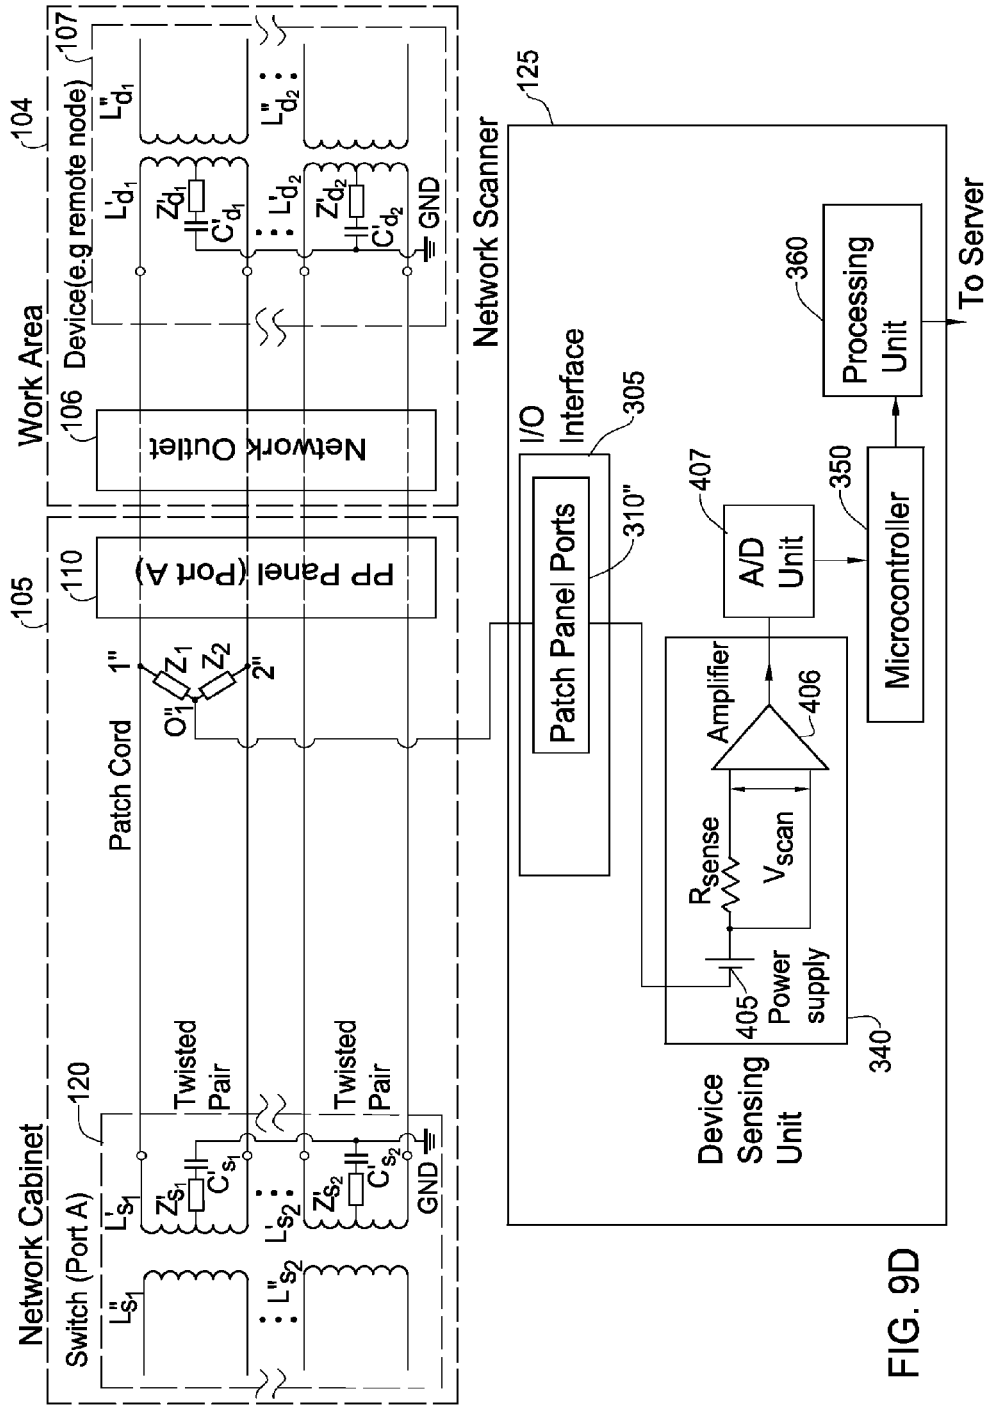 Network Cabinet
Switch (Port A)
120
105
L"s1
L's1
Z's1
C's1
L"s2
L's2
Z's2
C's2
GND
Twisted Pair
Twisted Pair
Patch Cord
1"
Z1
Z2
O"1
2"
110
PP Panel (Port A)
Work Area
104
106
Network Outlet
Device(e.g remote node)
107
L'd1
L"d1
Z'd1
C'd1
L'd2
L"d2
Z'd2
C'd2
GND
Network Scanner
125
I/O Interface
305
Patch Panel Ports
310"
Device Sensing Unit
340
405
Power supply
Rsense
Vscan
Amplifier
406
407
A/D Unit
350
Microcontroller
360
Processing Unit
To Server
FIG. 9D